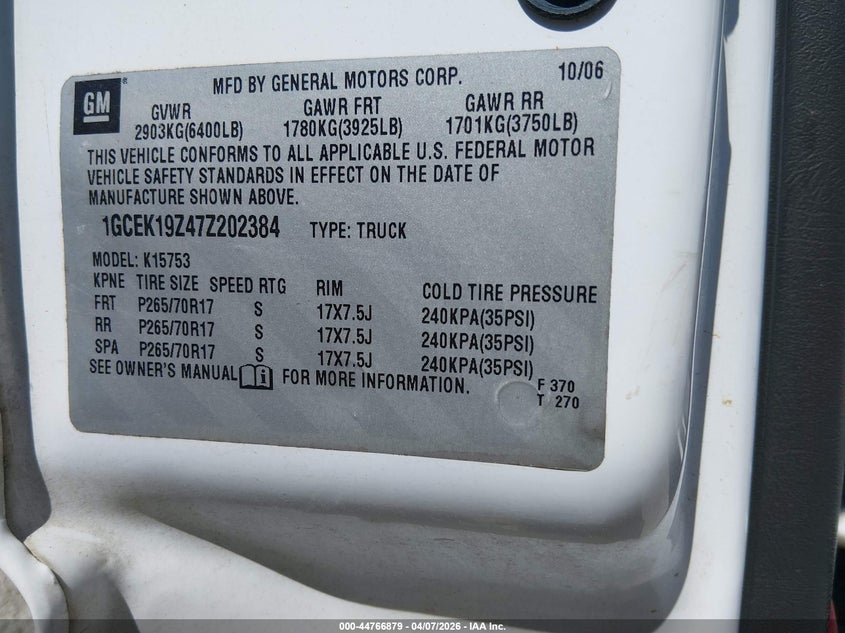 GM
MFD BY GENERAL MOTORS CORP. 10/06
GVWR GAWR FRT GAWR RR
2903KG(6400LB) 1780KG(3925LB) 1701KG(3750LB)
THIS VEHICLE CONFORMS TO ALL APPLICABLE U.S. FEDERAL MOTOR
VEHICLE SAFETY STANDARDS IN EFFECT ON THE DATE OF
MANUFACTURE SHOWN ABOVE.
1GCEK19Z47Z202384 TYPE: TRUCK
MODEL: K15753
KPNE TIRE SIZE SPEED RTG RIM COLD TIRE PRESSURE
FRT P265/70R17 S 17X7.5J 240KPA(35PSI)
RR P265/70R17 S 17X7.5J 240KPA(35PSI)
SPA P265/70R17 S 17X7.5J 240KPA(35PSI)
SEE OWNER'S MANUAL FOR MORE INFORMATION.
F 370
T 270
000-44766879 - 04/07/2026 - IAA Inc.